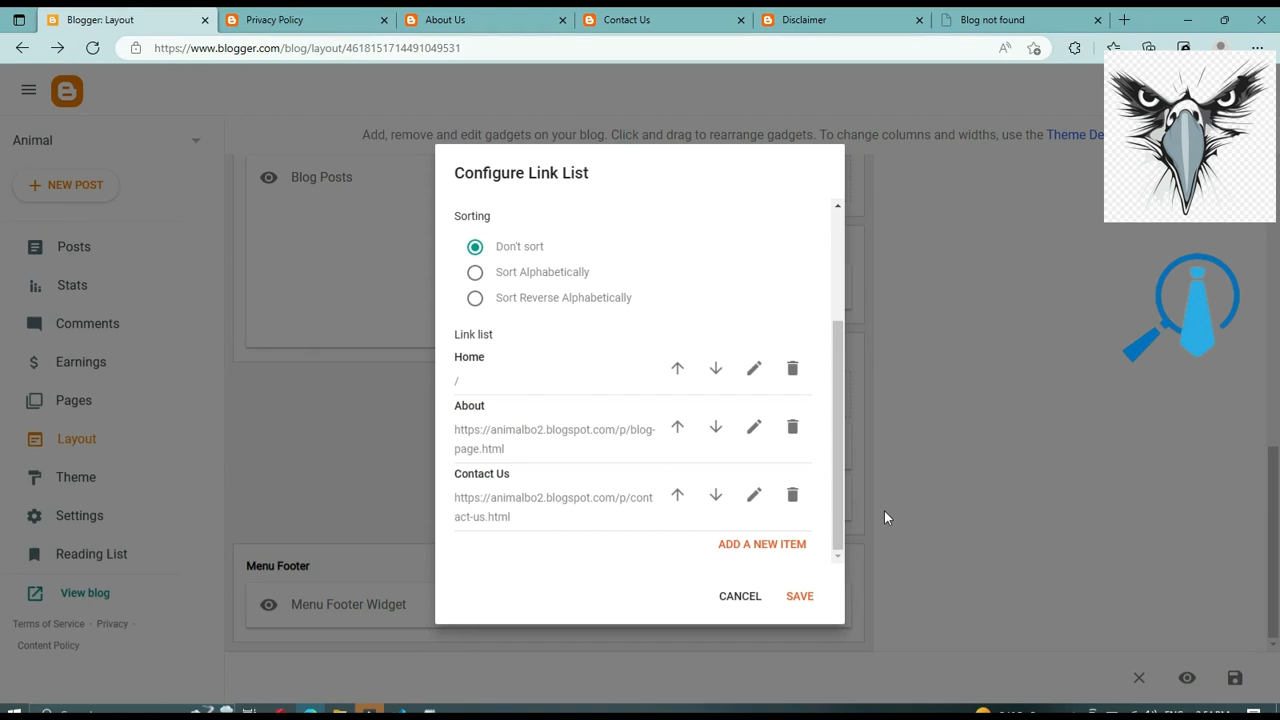 Blogger: Layout
Privacy Policy
About Us
Contact Us
Disclaimer
Blog not found
https://www.blogger.com/blog/layout/4618151714491049531
Animal
Add, remove and edit gadgets on your blog. Click and drag to rearrange gadgets. To change columns and widths, use the Theme De
NEW POST
Posts
Stats
Comments
Earnings
Pages
Layout
Theme
Settings
Reading List
View blog
Terms of Service · Privacy ·
Content Policy
Blog Posts
Menu Footer
Menu Footer Widget
Configure Link List
Sorting
Don't sort
Sort Alphabetically
Sort Reverse Alphabetically
Link list
Home
/
About
https://animalbo2.blogspot.com/p/blog-
page.html
Contact Us
https://animalbo2.blogspot.com/p/cont
act-us.html
ADD A NEW ITEM
CANCEL
SAVE